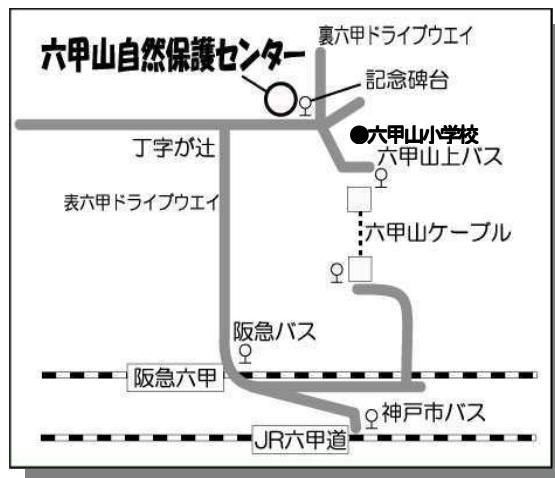 裏六甲ドライブウエイ
六甲山自然保護センター
記念碑台
●六甲山小学校
丁字が辻
六甲山上バス
表六甲ドライブウエイ
六甲山ケーブル
阪急バス
阪急六甲
神戸市バス
JR六甲道